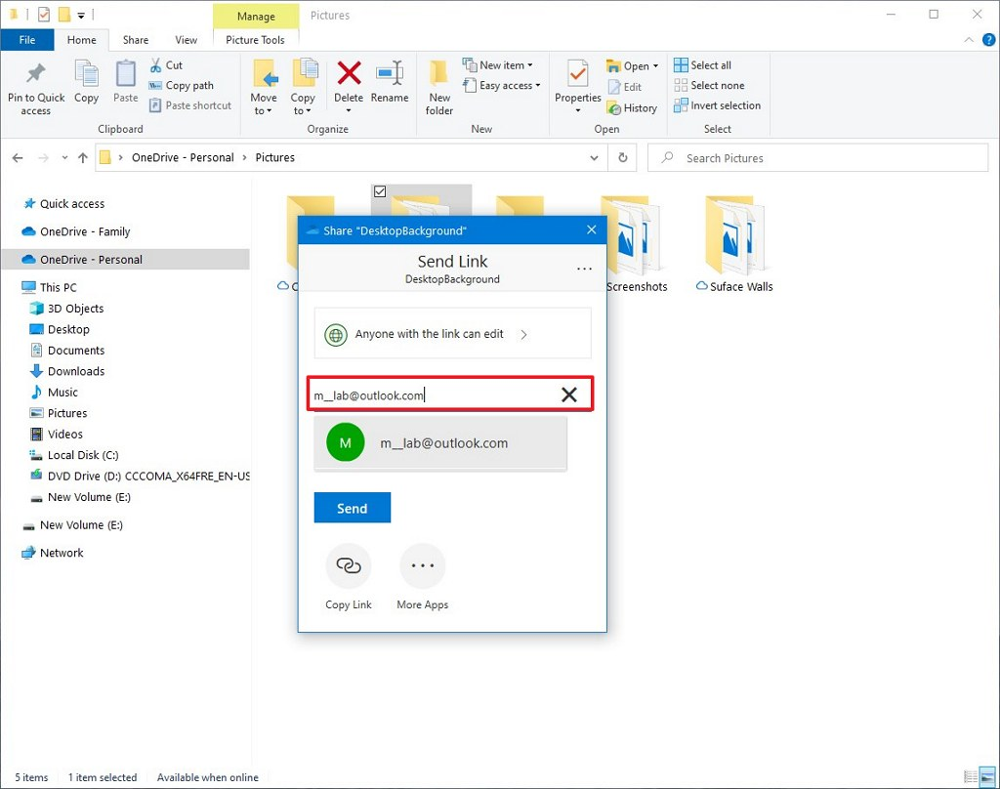 Manage
Pictures
File
Home
Share
View
Picture Tools
Pin to Quick access
Copy
Paste
Cut
Copy path
Paste shortcut
Clipboard
Move to
Copy to
Delete
Rename
Organize
New folder
New item
Easy access
New
Properties
Open
Edit
History
Open
Select all
Select none
Invert selection
Select
OneDrive - Personal
Pictures
Search Pictures
Quick access
OneDrive - Family
OneDrive - Personal
This PC
3D Objects
Desktop
Documents
Downloads
Music
Pictures
Videos
Local Disk (C:)
DVD Drive (D:) CCCOMA_X64FRE_EN-US
New Volume (E:)
New Volume (E:)
Network
Screenshots
Suface Walls
Share "DesktopBackground"
Send Link
DesktopBackground
Anyone with the link can edit
m__lab@outlook.com
M
m__lab@outlook.com
Send
Copy Link
More Apps
5 items
1 item selected
Available when online